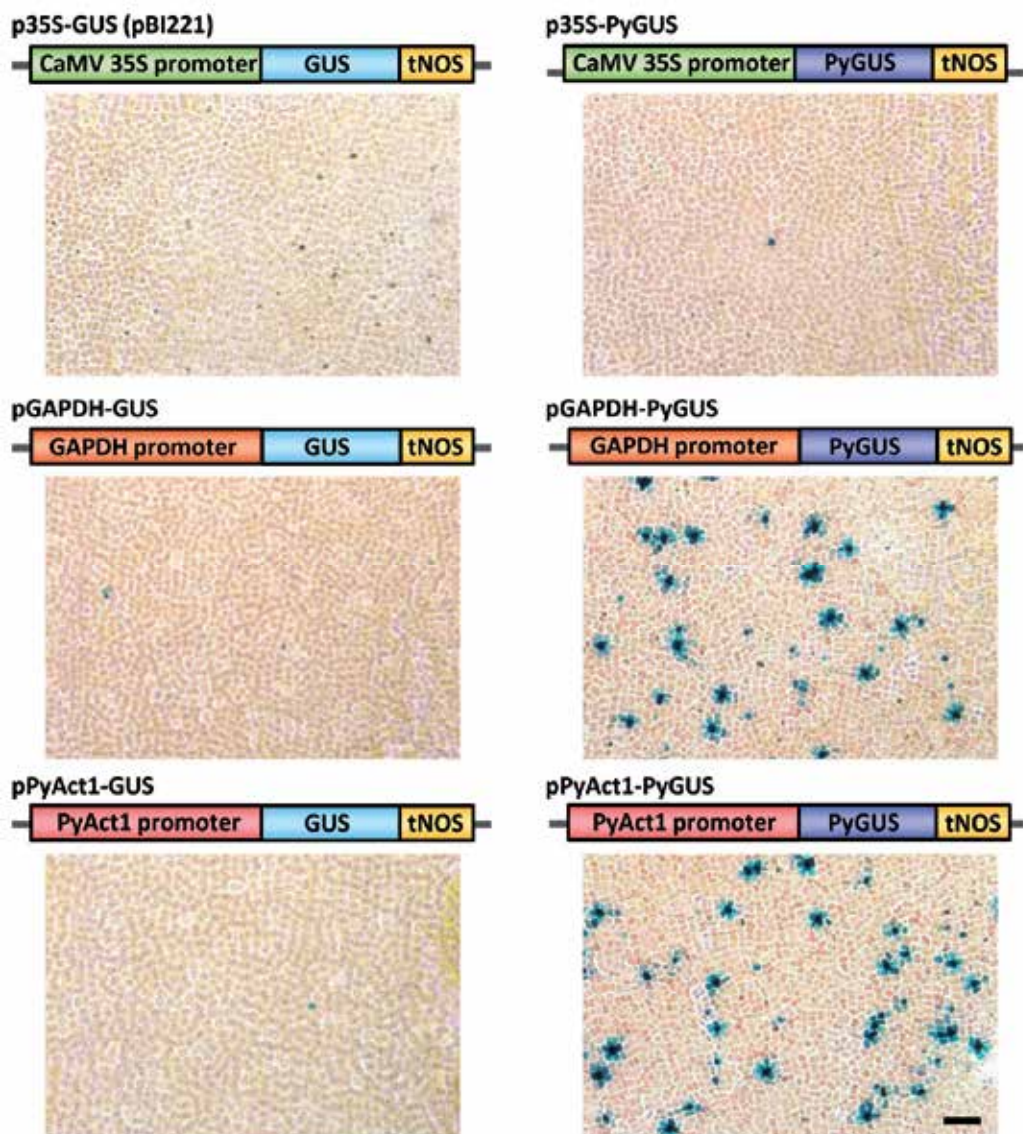 p35S-GUS (pBI221)
CaMV 35S promoter GUS tNOS
p35S-PyGUS
CaMV 35S promoter PyGUS tNOS
pGAPDH-GUS
GAPDH promoter GUS tNOS
pGAPDH-PyGUS
GAPDH promoter PyGUS tNOS
pPyAct1-GUS
PyAct1 promoter GUS tNOS
pPyAct1-PyGUS
PyAct1 promoter PyGUS tNOS